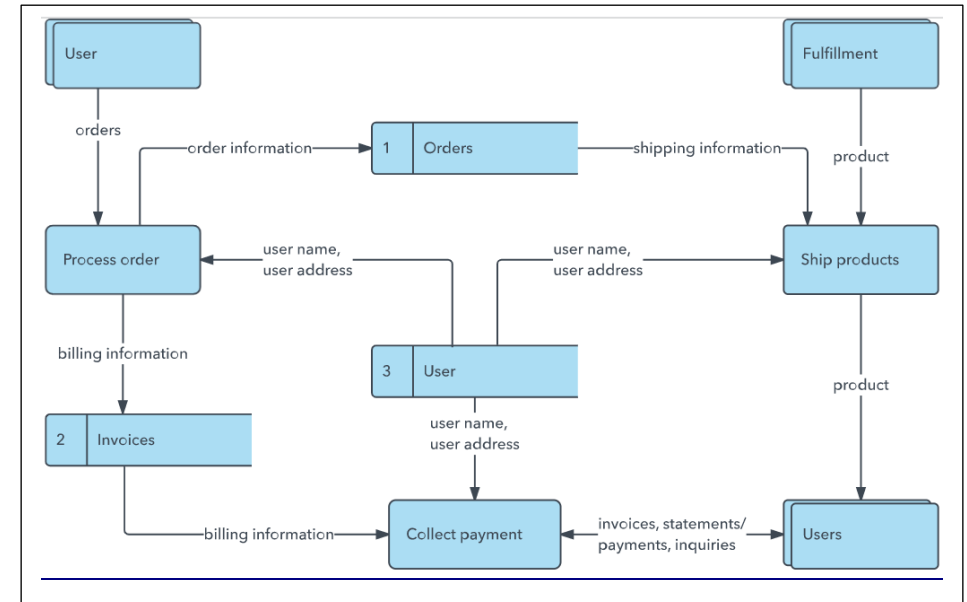 User
Fulfillment
orders
order information
1
Orders
shipping information
product
Process order
user name,
user address
user name,
user address
Ship products
billing information
3
User
product
2
Invoices
user name,
user address
billing information
Collect payment
invoices, statements/
payments, inquiries
Users